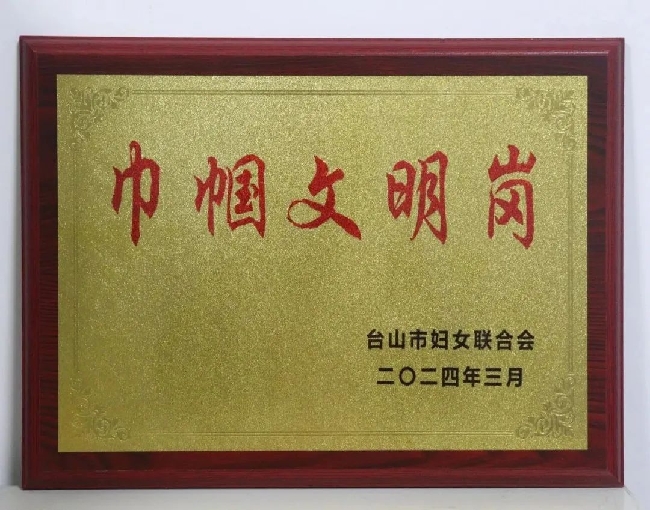 巾帼文明岗
台山市妇女联合会
二〇二四年三月